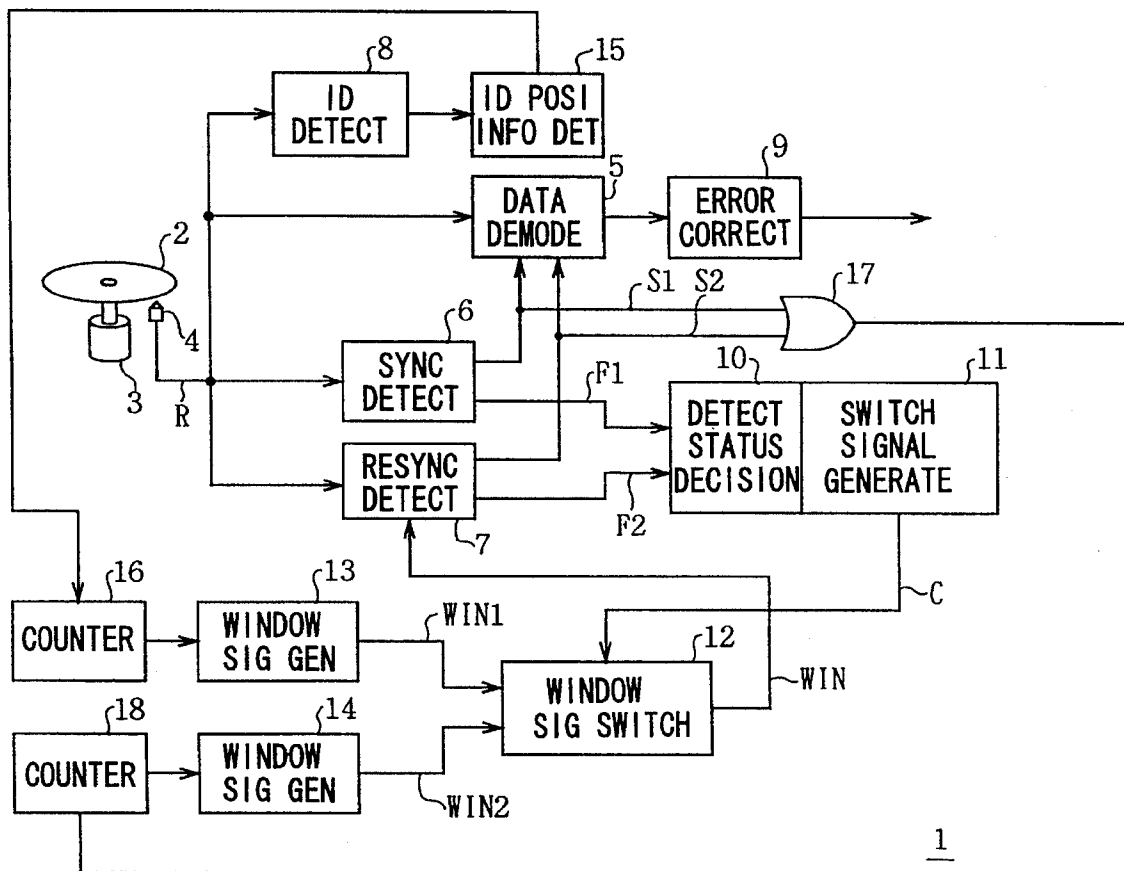 8
15
ID
DETECT
ID POSI
INFO DET
5
9
DATA
DEMODE
ERROR
CORRECT
2
17
S1
S2
4
6
3
R
SYNC
DETECT
F1
10
11
DETECT
STATUS
DECISION
SWITCH
SIGNAL
GENERATE
RESYNC
DETECT
F2
7
16
13
C
COUNTER
WINDOW
SIG GEN
WIN1
12
WINDOW
SIG SWITCH
WIN
18
14
COUNTER
WINDOW
SIG GEN
WIN2
1